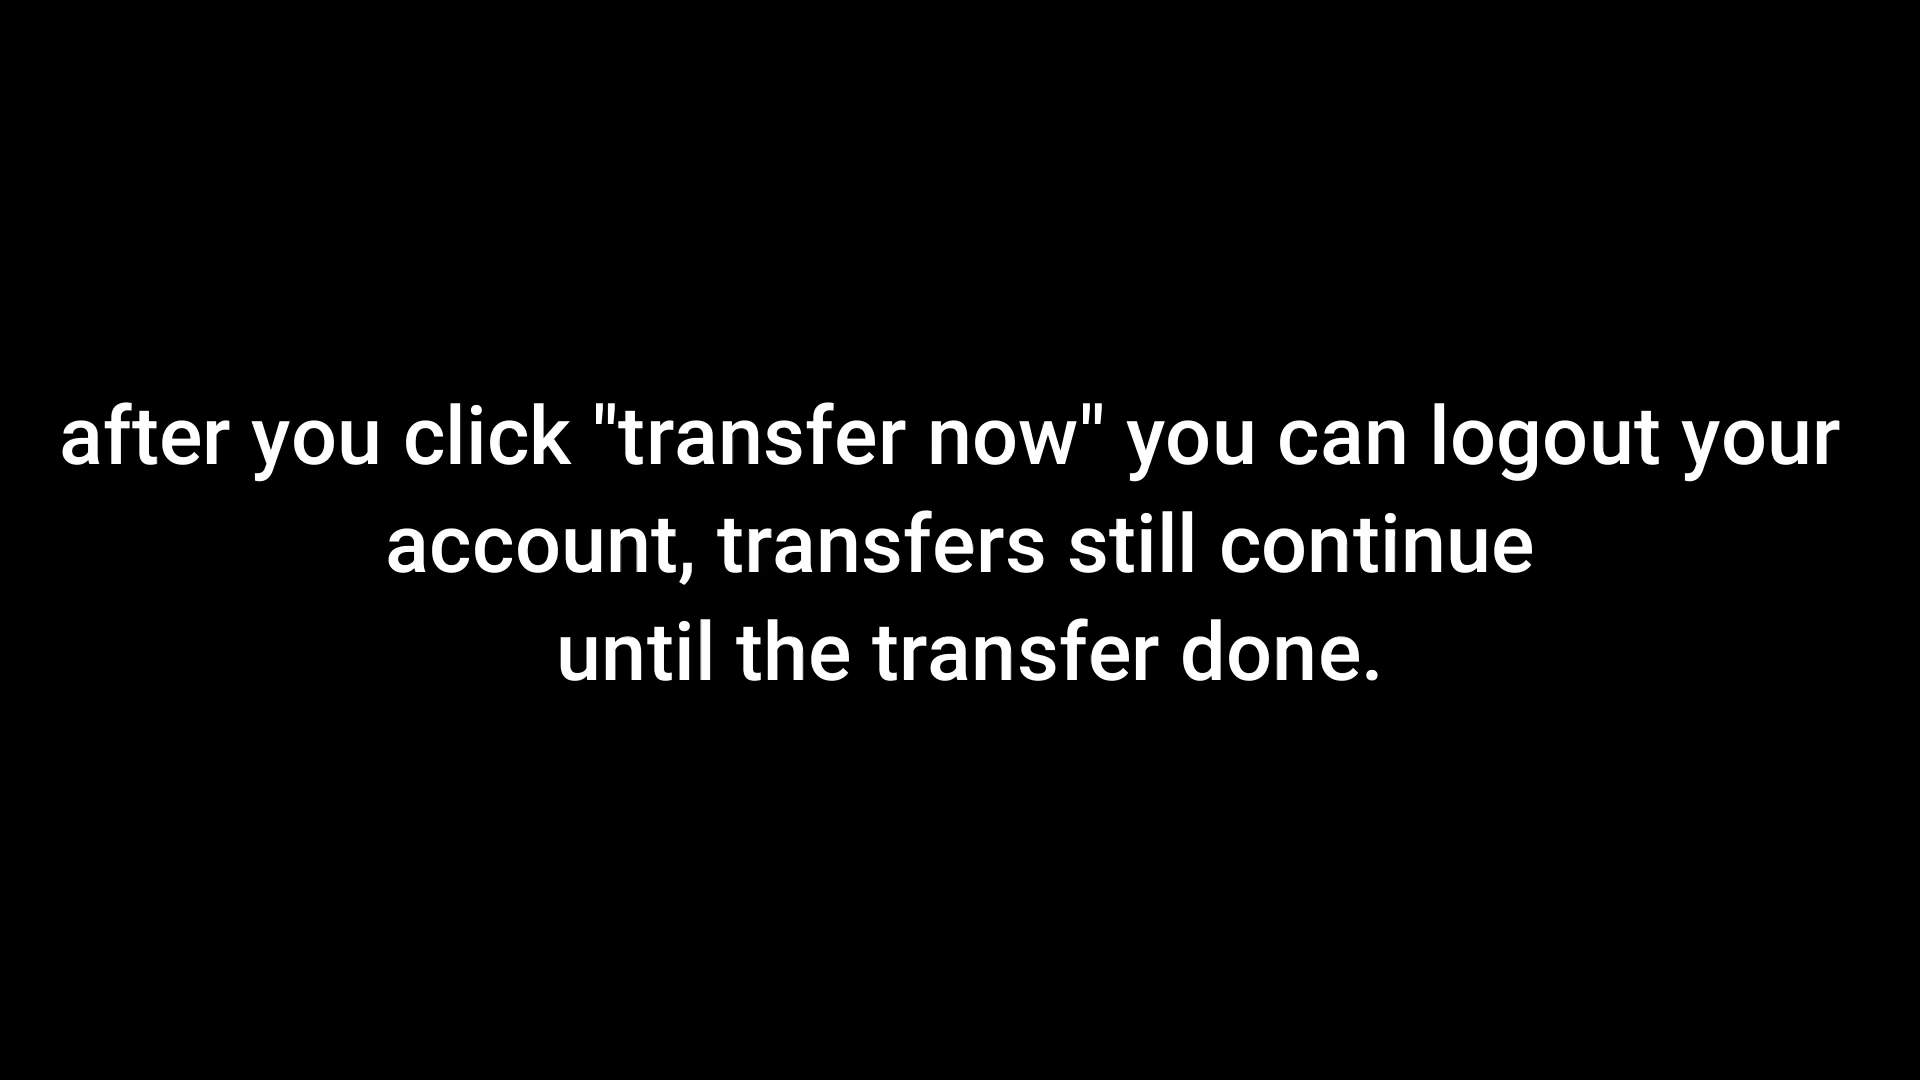 after you click "transfer now" you can logout your
account, transfers still continue
until the transfer done.